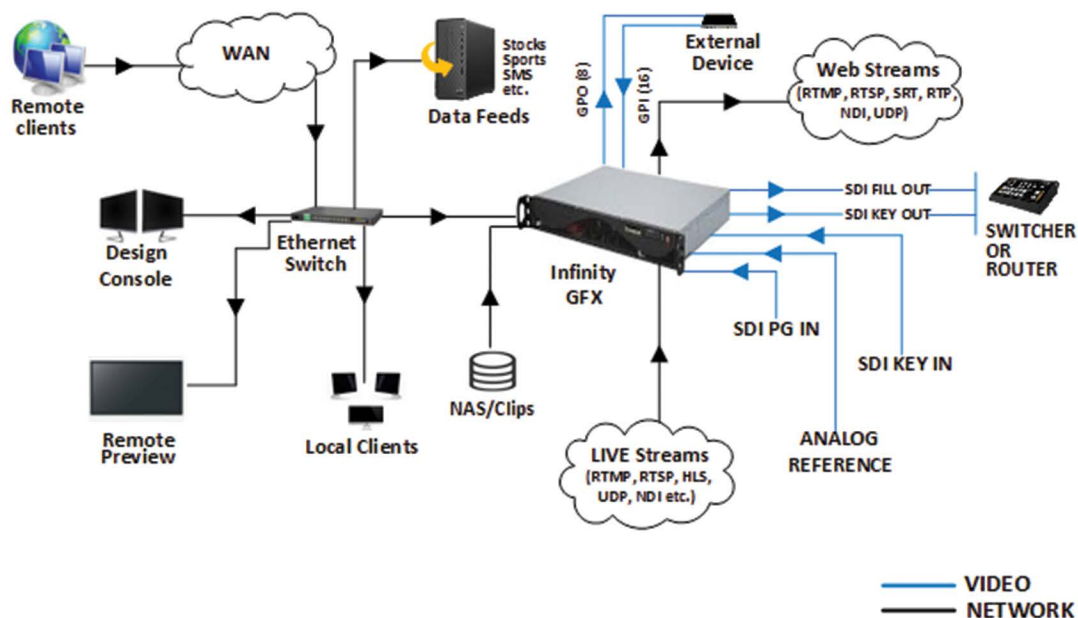 Remote
clients
WAN
Stocks
Sports
SMS
etc.
Data Feeds
GPO (8)
GPI (16)
External
Device
Web Streams
(RTMP, RTSP, SRT, RTP,
NDI, UDP)
SDI FILL OUT
SDI KEY OUT
SWITCHER
OR
ROUTER
Design
Console
Ethernet
Switch
Infinity
GFX
SDI PG IN
SDI KEY IN
ANALOG
REFERENCE
Remote
Preview
Local Clients
NAS/Clips
LIVE Streams
(RTMP, RTSP, HLS,
UDP, NDI etc.)
VIDEO
NETWORK